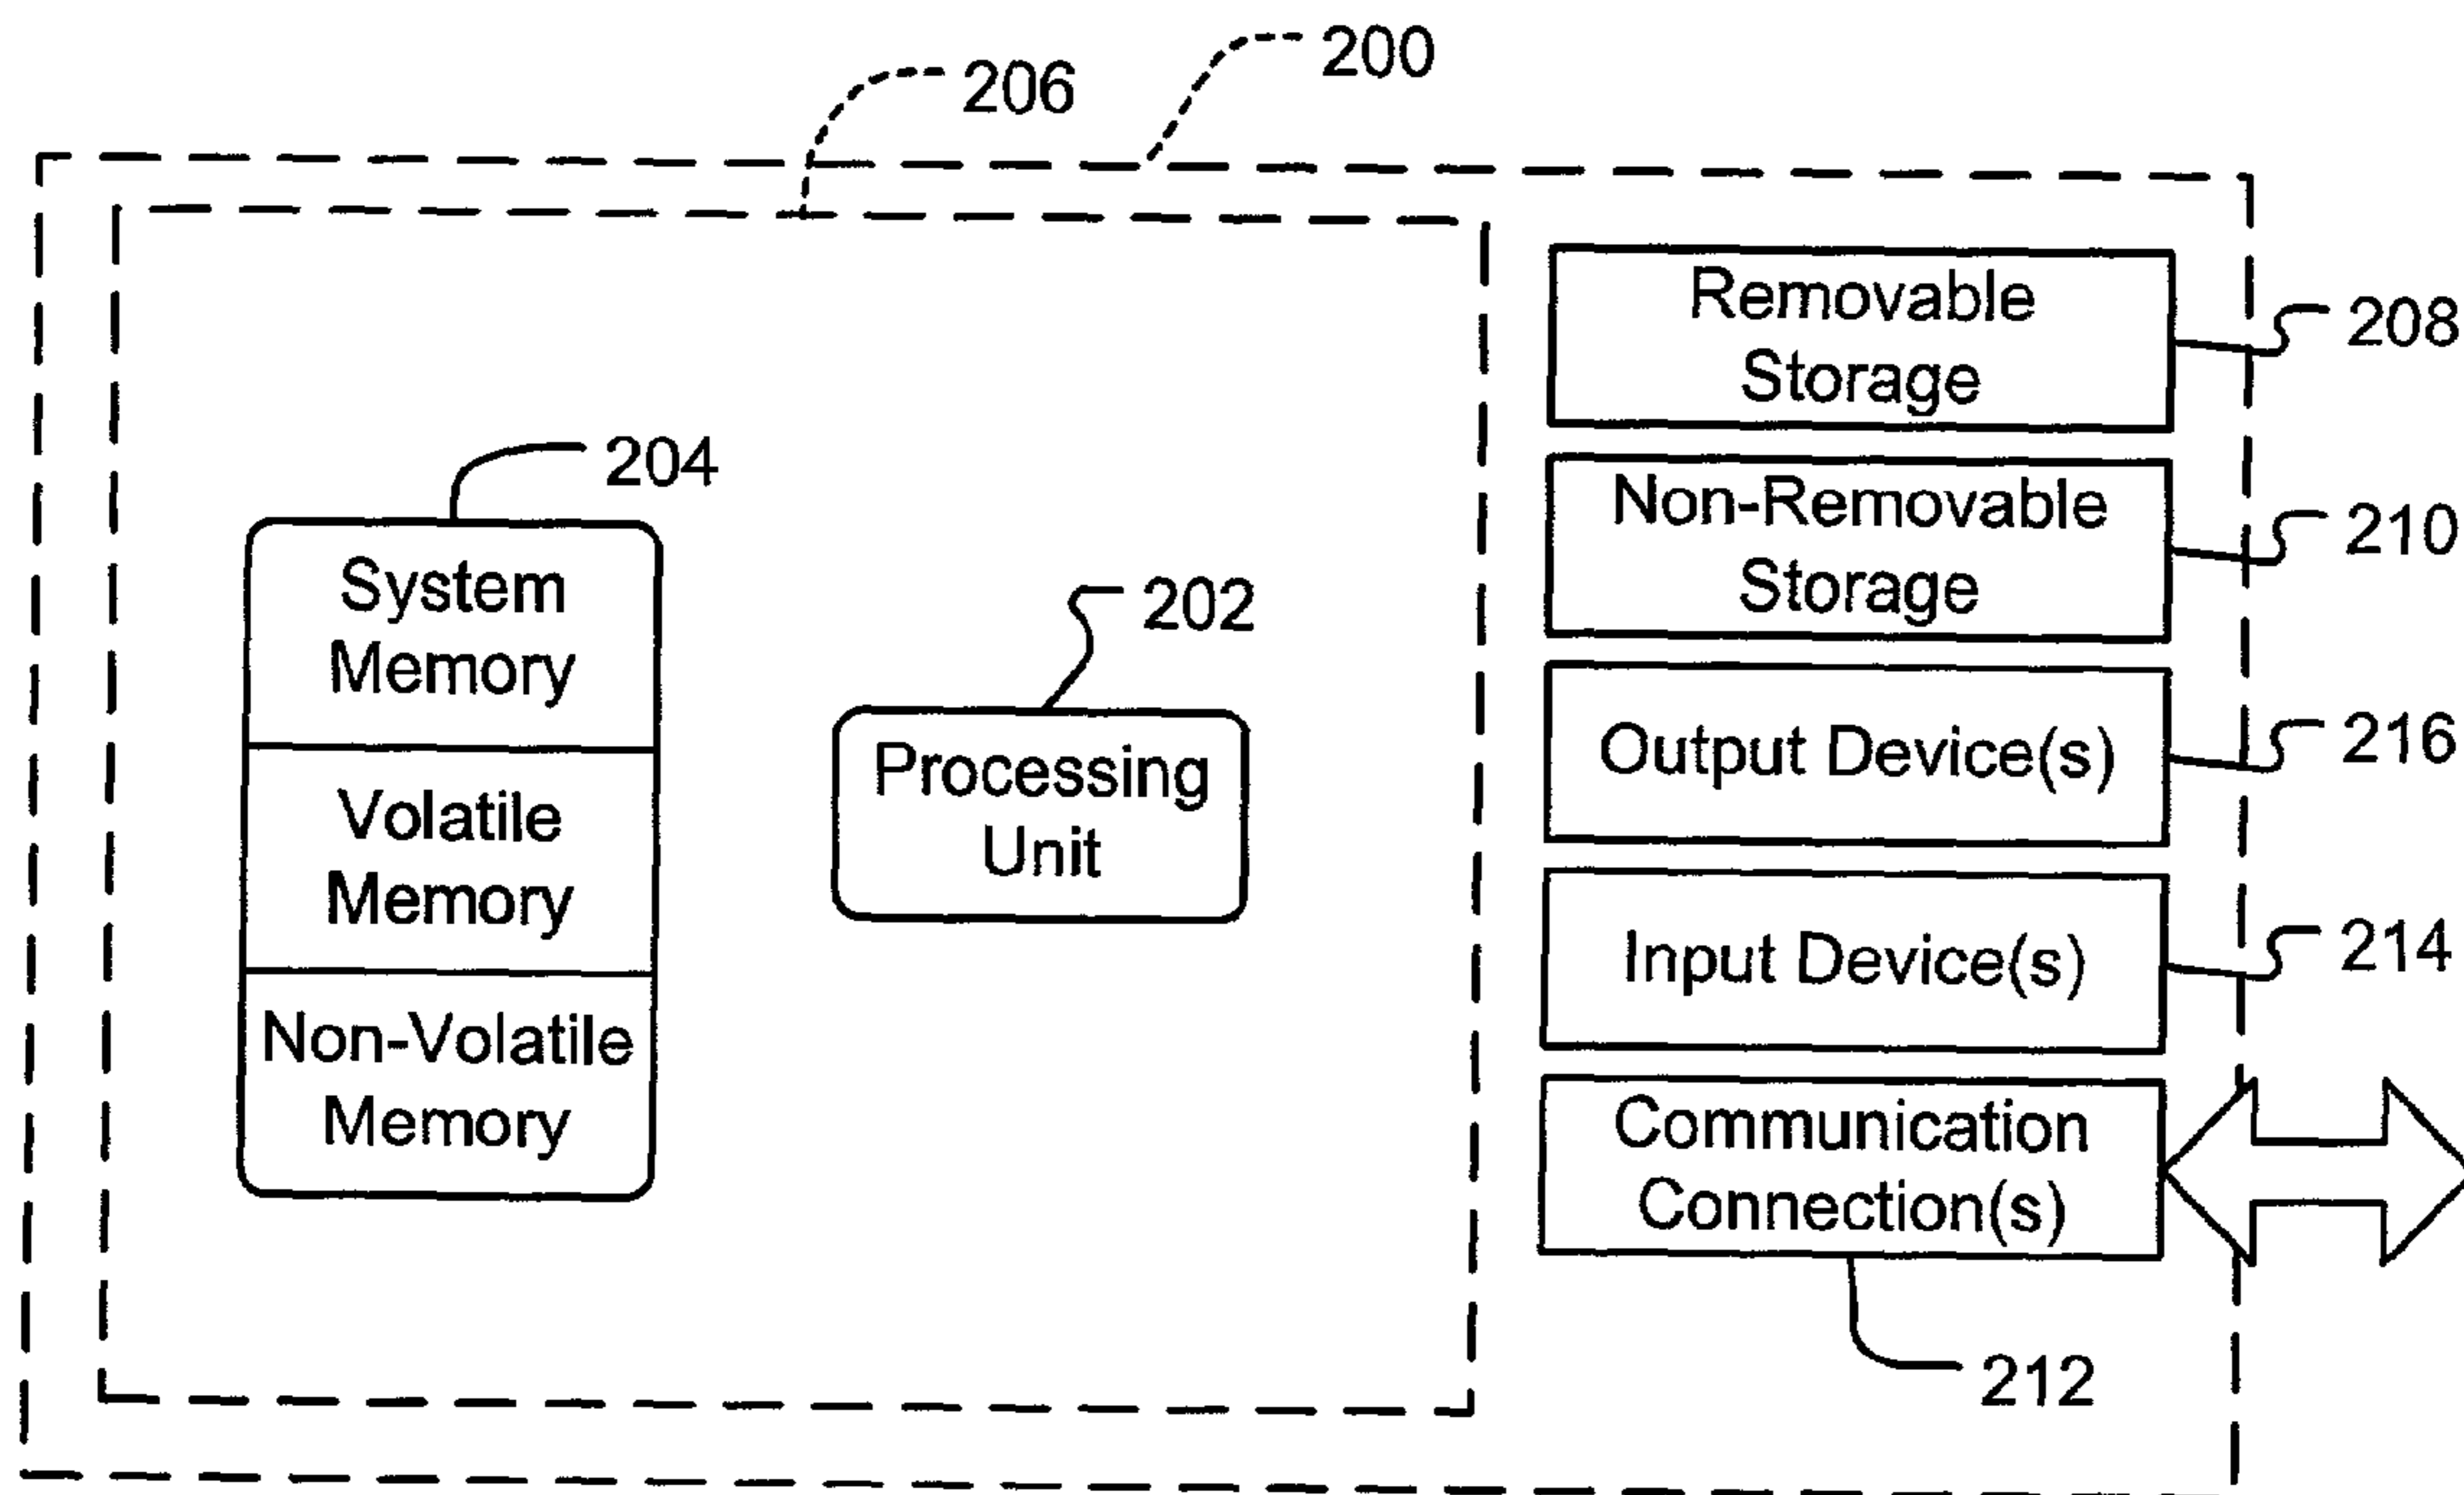 200
206
Removable
Storage
208
204
Non-Removable
Storage
210
System
Memory
202
Output Device(s)
216
Processing
Unit
Volatile
Memory
Input Device(s)
214
Non-Volatile
Memory
Communication
Connection(s)
212